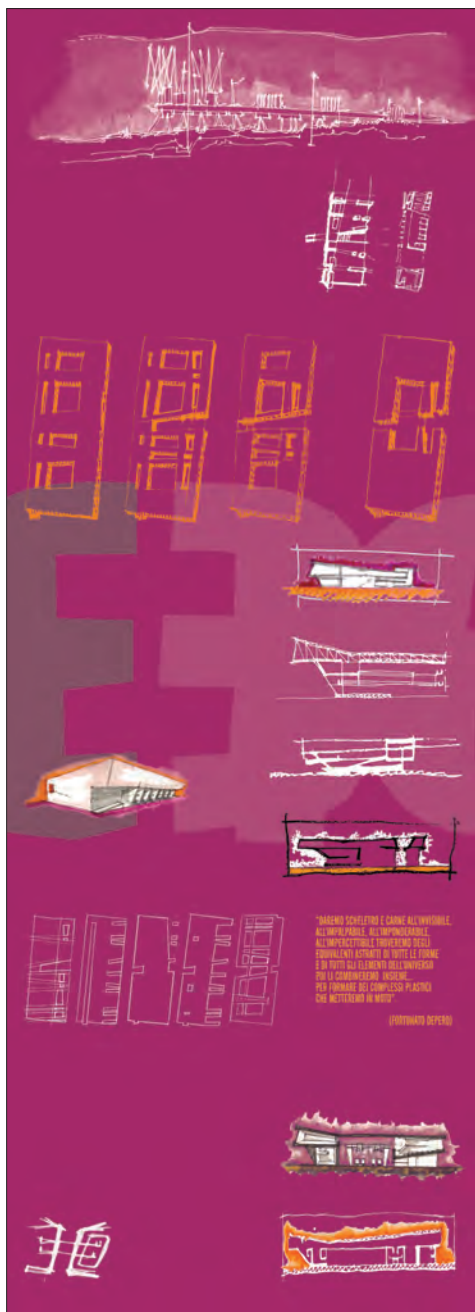 "DAREMO SCHELETRO E CARNE ALL'INVISIBILE,
ALL'IMPALPABILE, ALL'IMPONDERABILE,
ALL'IMPERCETTIBILE TROVEREMO DEGLI
EQUIVALENTI ASTRATTI DI TUTTE LE FORME
E DI TUTTI GLI ELEMENTI DELL'UNIVERSO
POI LI COMBINEREMO INSIEME...
PER FORMARE DEI COMPLESSI PLASTICI
CHE METTEREMO IN MOTO".
(FORTUNATO DEPERO)